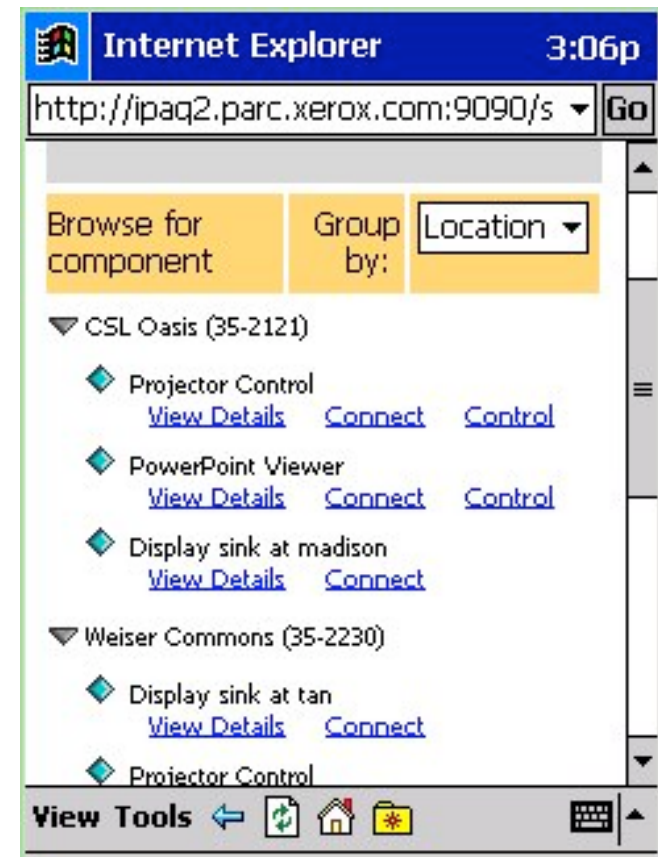 Internet Explorer 3:06p
http://ipaq2.parc.xerox.com:9090/s Go
Browse for component Group by: Location
CSL Oasis (35-2121)
Projector Control
View Details Connect Control
PowerPoint Viewer
View Details Connect Control
Display sink at madison
View Details Connect
Weiser Commons (35-2230)
Display sink at tan
View Details Connect
Projector Control
View Tools